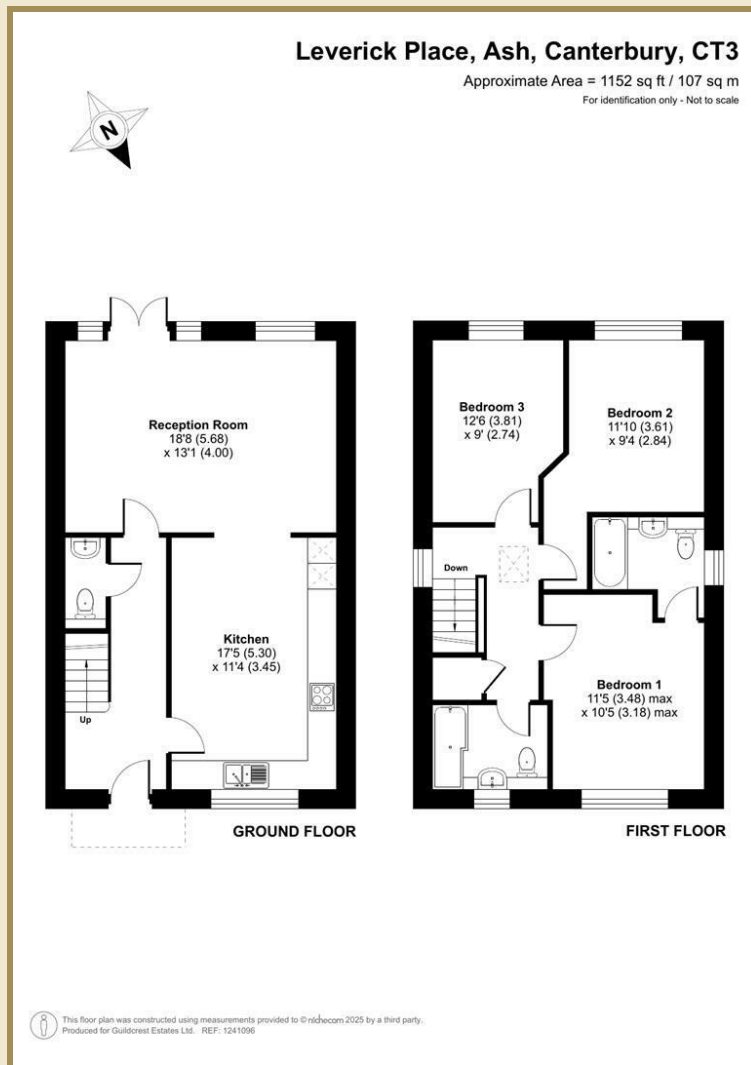 Leverick Place, Ash, Canterbury, CT3
Approximate Area = 1152 sq ft / 107 sq m
For identification only - Not to scale
N
Reception Room
18'8 (5.68)
x 13'1 (4.00)
Kitchen
17'5 (5.30)
x 11'4 (3.45)
Up
GROUND FLOOR
Bedroom 3
12'6 (3.81)
x 9' (2.74)
Bedroom 2
11'10 (3.61)
x 9'4 (2.84)
Down
Bedroom 1
11'5 (3.48) max
x 10'5 (3.18) max
FIRST FLOOR
This floor plan was constructed using measurements provided to © nichecom 2025 by a third party.
Produced for Guildcrest Estates Ltd. REF: 1241096